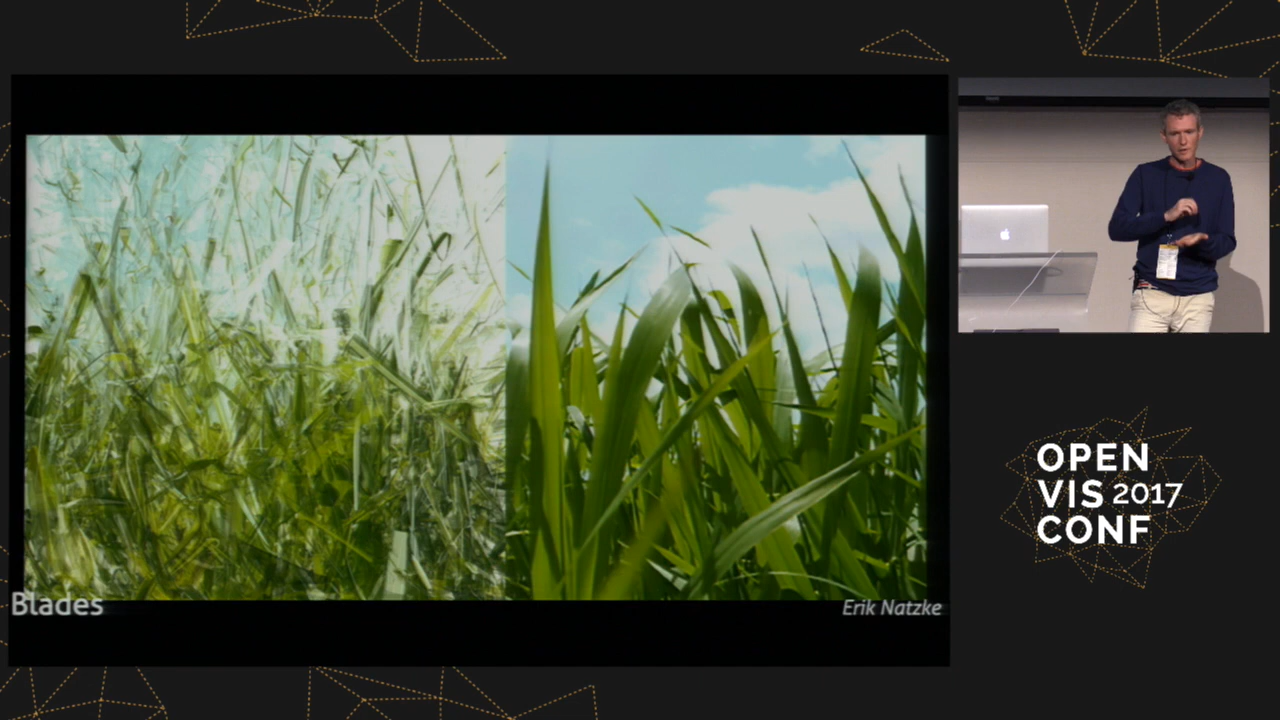 Blades
Erik Natzke
OPEN
VIS 2017
CONF